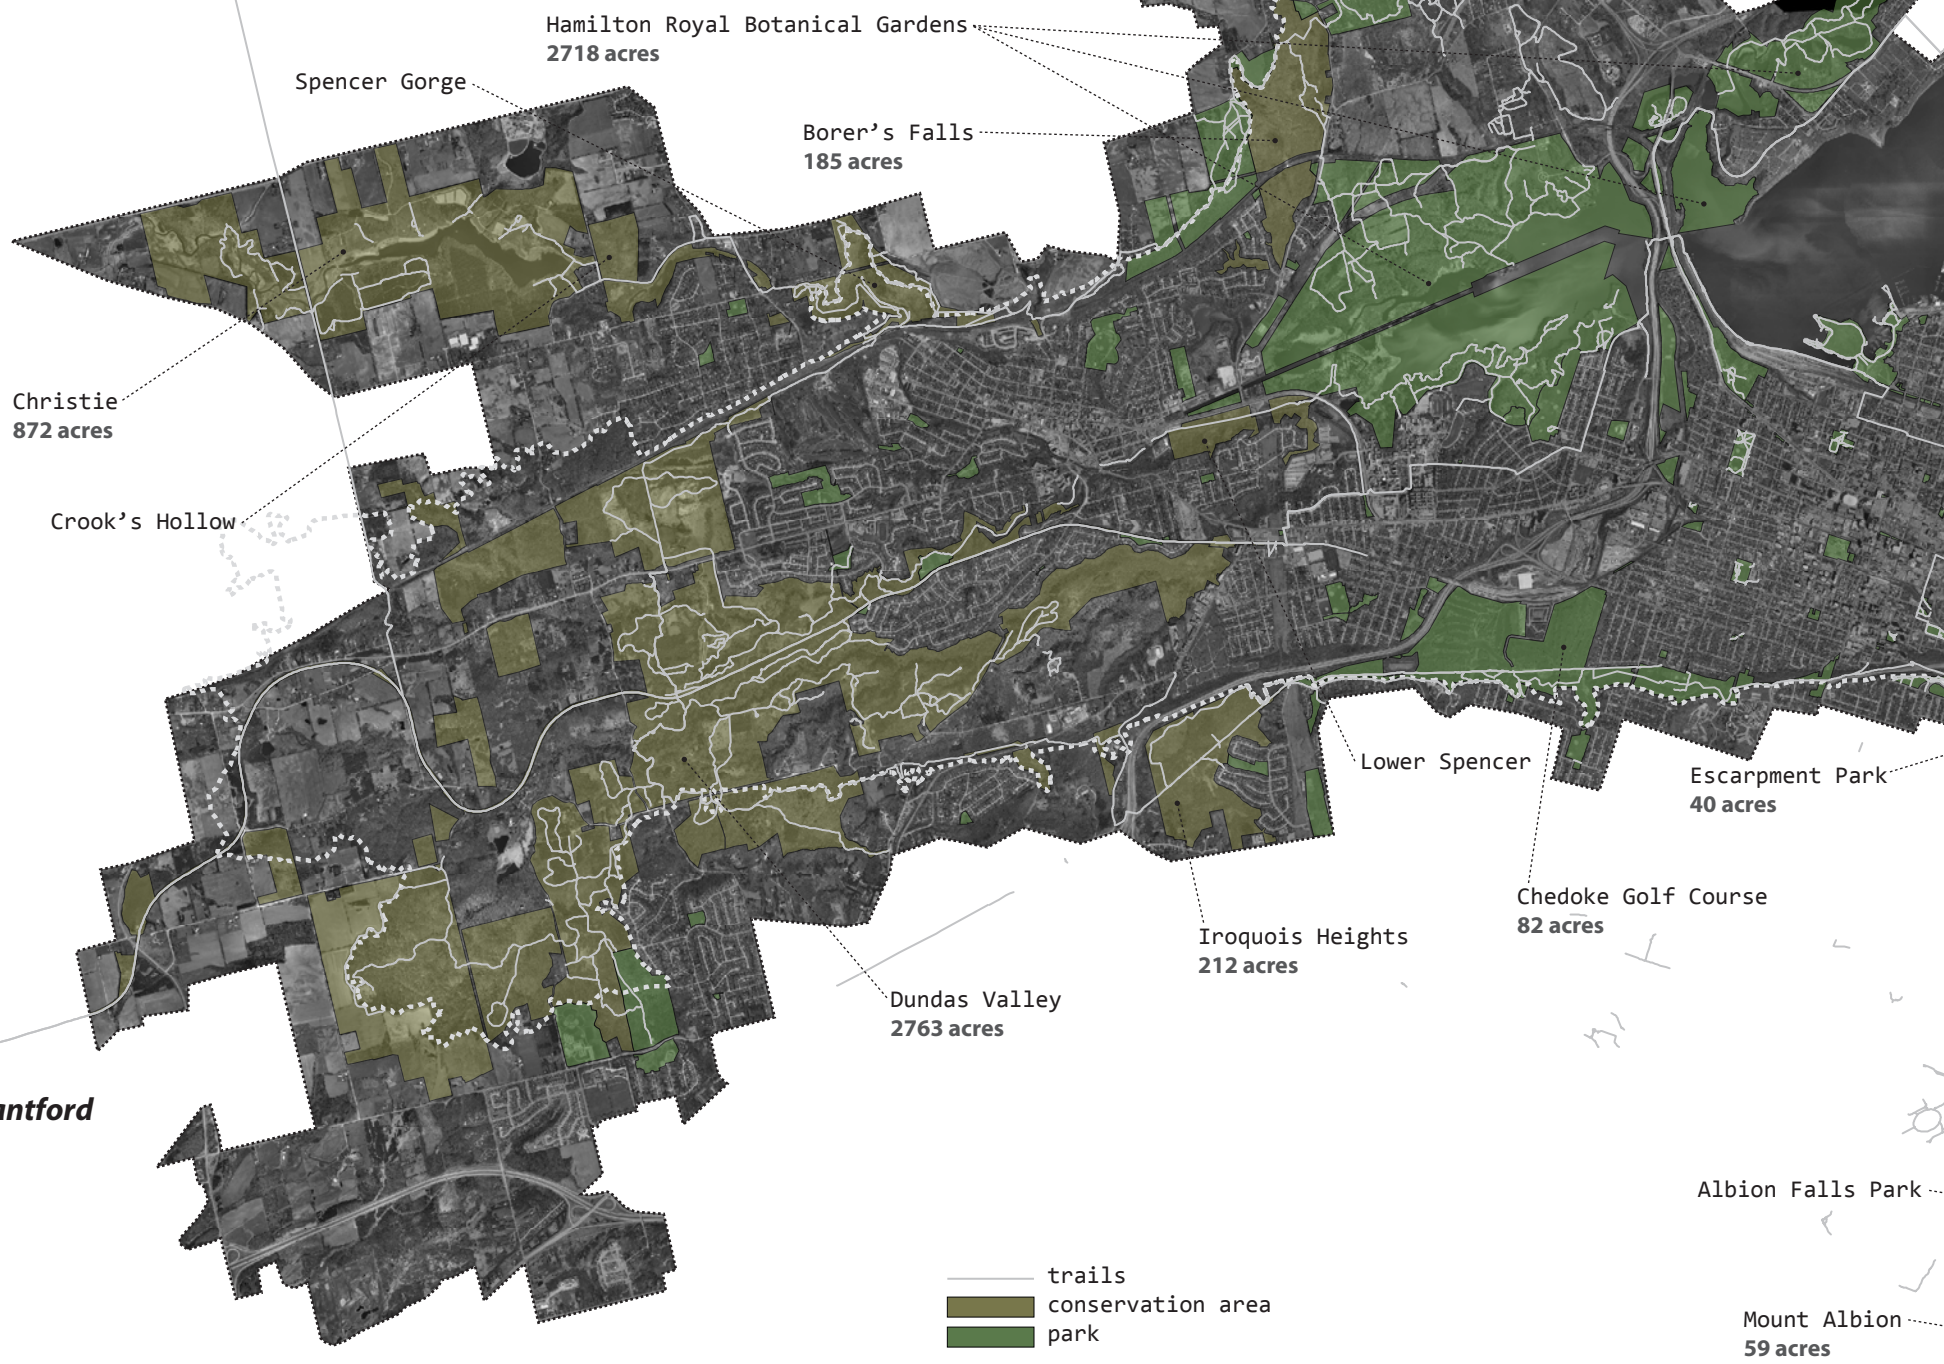 Hamilton Royal Botanical Gardens
2718 acres
Spencer Gorge
Borer’s Falls
185 acres
Christie
872 acres
Crook’s Hollow
Lower Spencer
Escarpment Park
40 acres
Chedoke Golf Course
82 acres
Iroquois Heights
212 acres
Dundas Valley
2763 acres
antford
Albion Falls Park
trails
conservation area
park
Mount Albion
59 acres